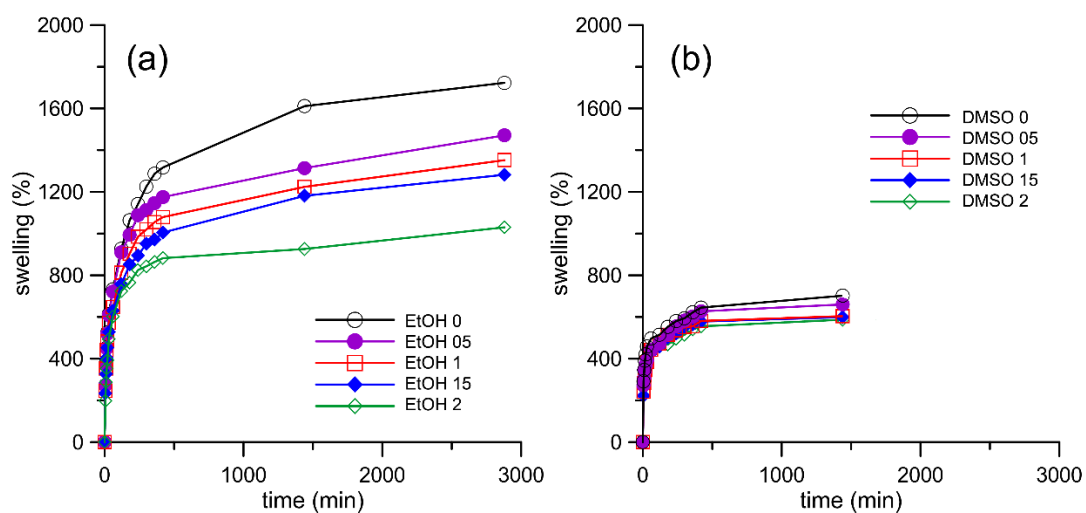 (a)
swelling (%)
2000
1600
1200
800
400
0
0
1000
2000
3000
time (min)
EtOH 0
EtOH 05
EtOH 1
EtOH 15
EtOH 2
(b)
swelling (%)
2000
1600
1200
800
400
0
0
1000
2000
3000
time (min)
DMSO 0
DMSO 05
DMSO 1
DMSO 15
DMSO 2